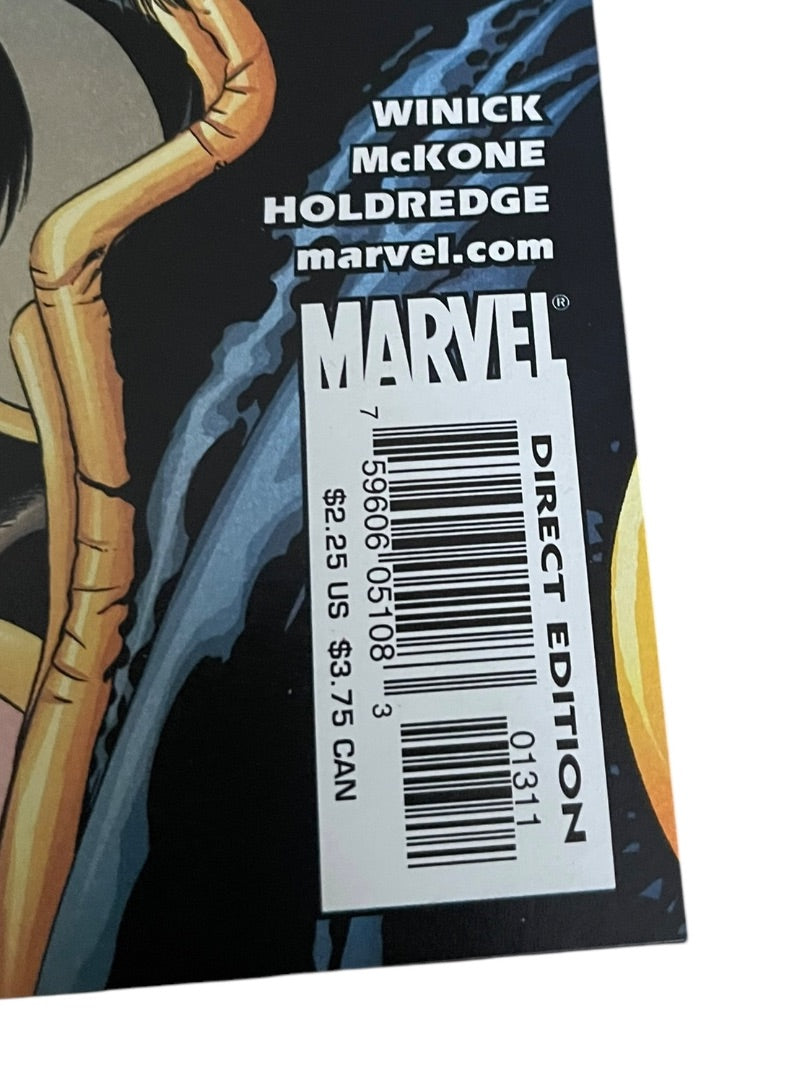 WINICK
McKONE
HOLDREDGE
marvel.com
MARVEL®
DIRECT EDITION
7 59606 05108 3
01311
$2.25 US $3.75 CAN